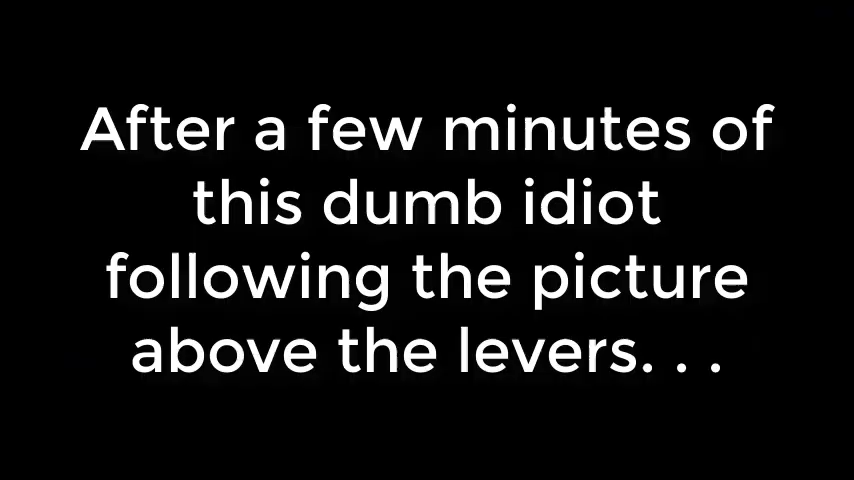 After a few minutes of
this dumb idiot
following the picture
above the levers. . .